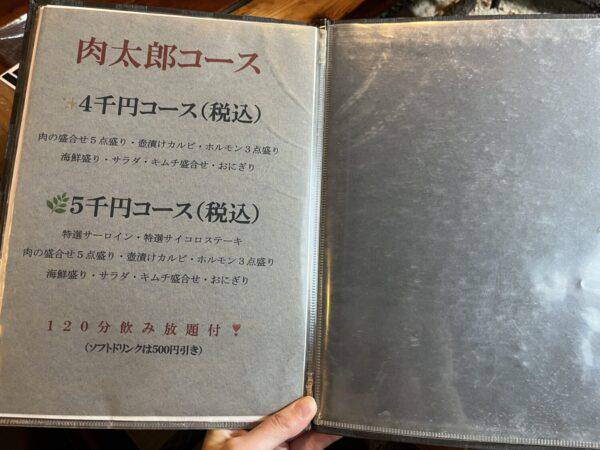 肉太郎コース
4千円コース(税込)
肉の盛合せ5点盛り・壺漬けカルビ・ホルモン3点盛り
海鮮盛り・サラダ・キムチ盛合せ・おにぎり
5千円コース(税込)
特選サーロイン・特選サイコロステーキ
肉の盛合せ5点盛り・壺漬けカルビ・ホルモン3点盛り
海鮮盛り・サラダ・キムチ盛合せ・おにぎり
120分飲み放題付❣
(ソフトドリンクは500円引き)